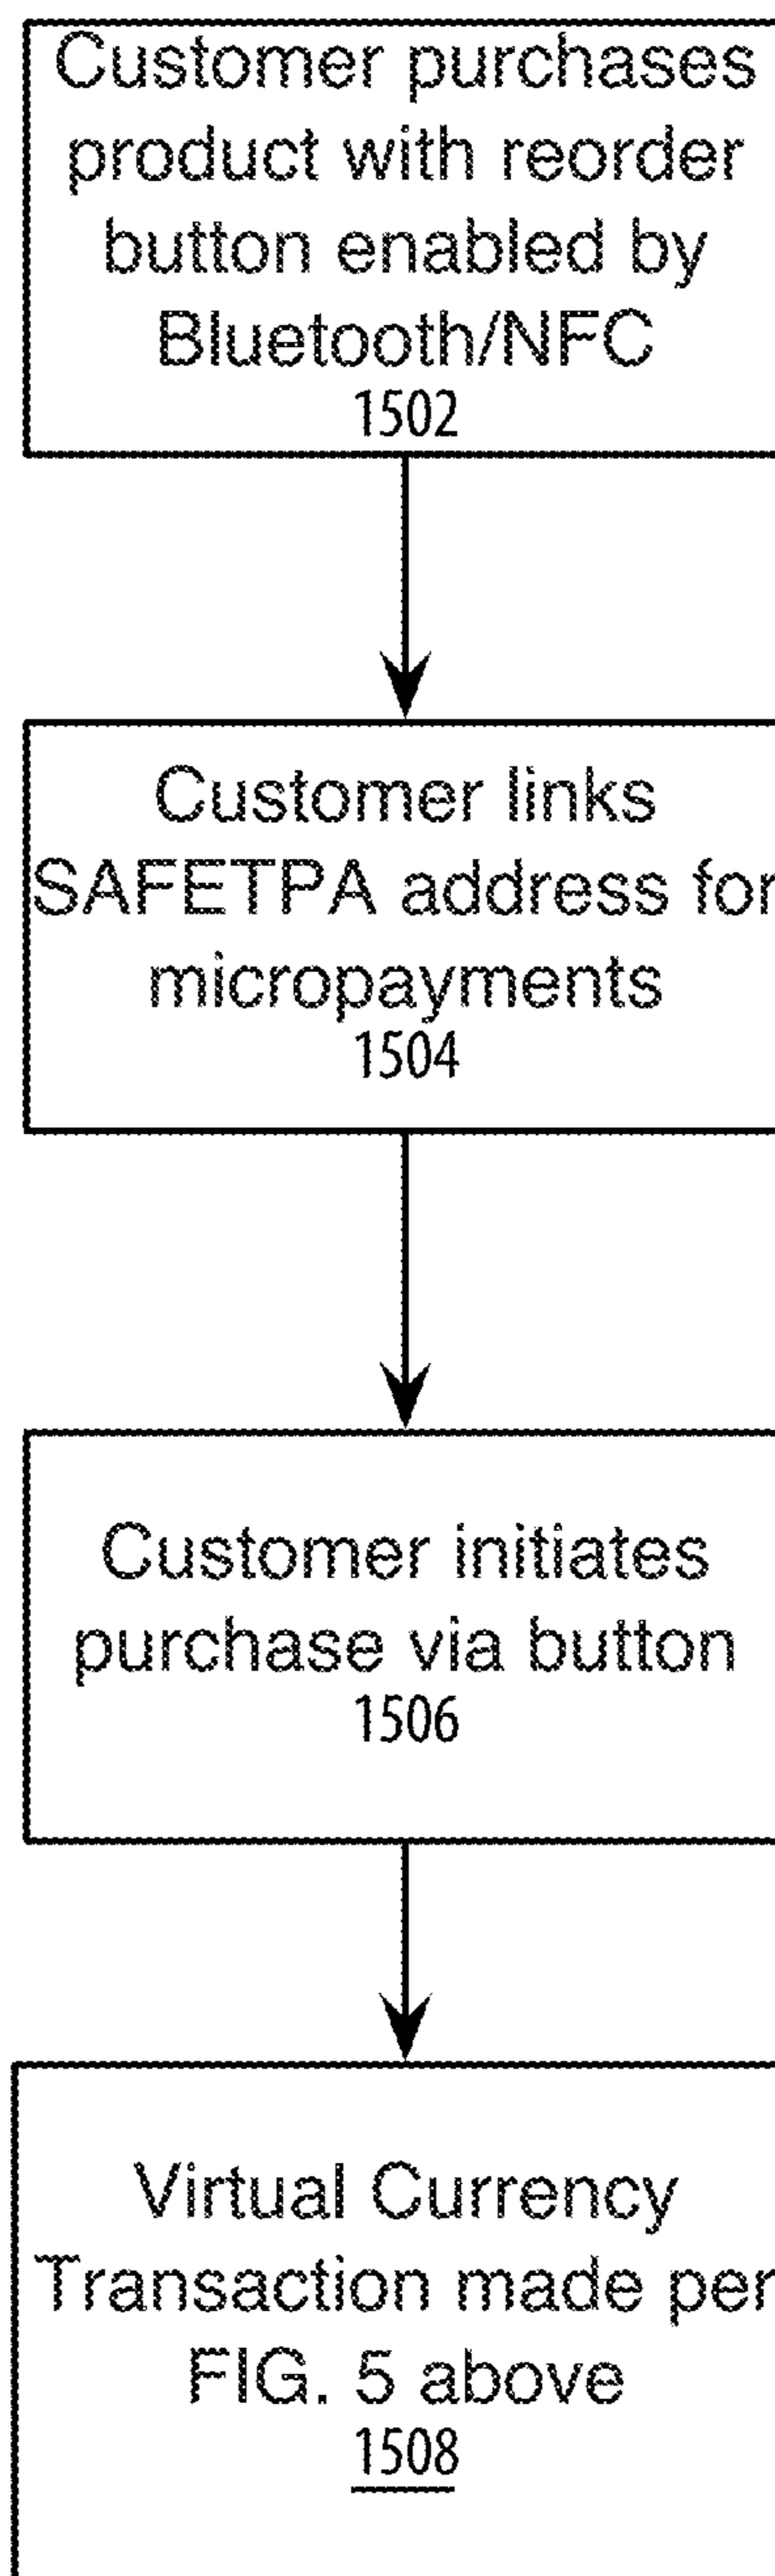 Customer purchases
product with reorder
button enabled by
Bluetooth/NFC
1502
Customer links
SAFETPA address for
micropayments
1504
Customer initiates
purchase via button
1506
Virtual Currency
Transaction made per
FIG. 5 above
1508